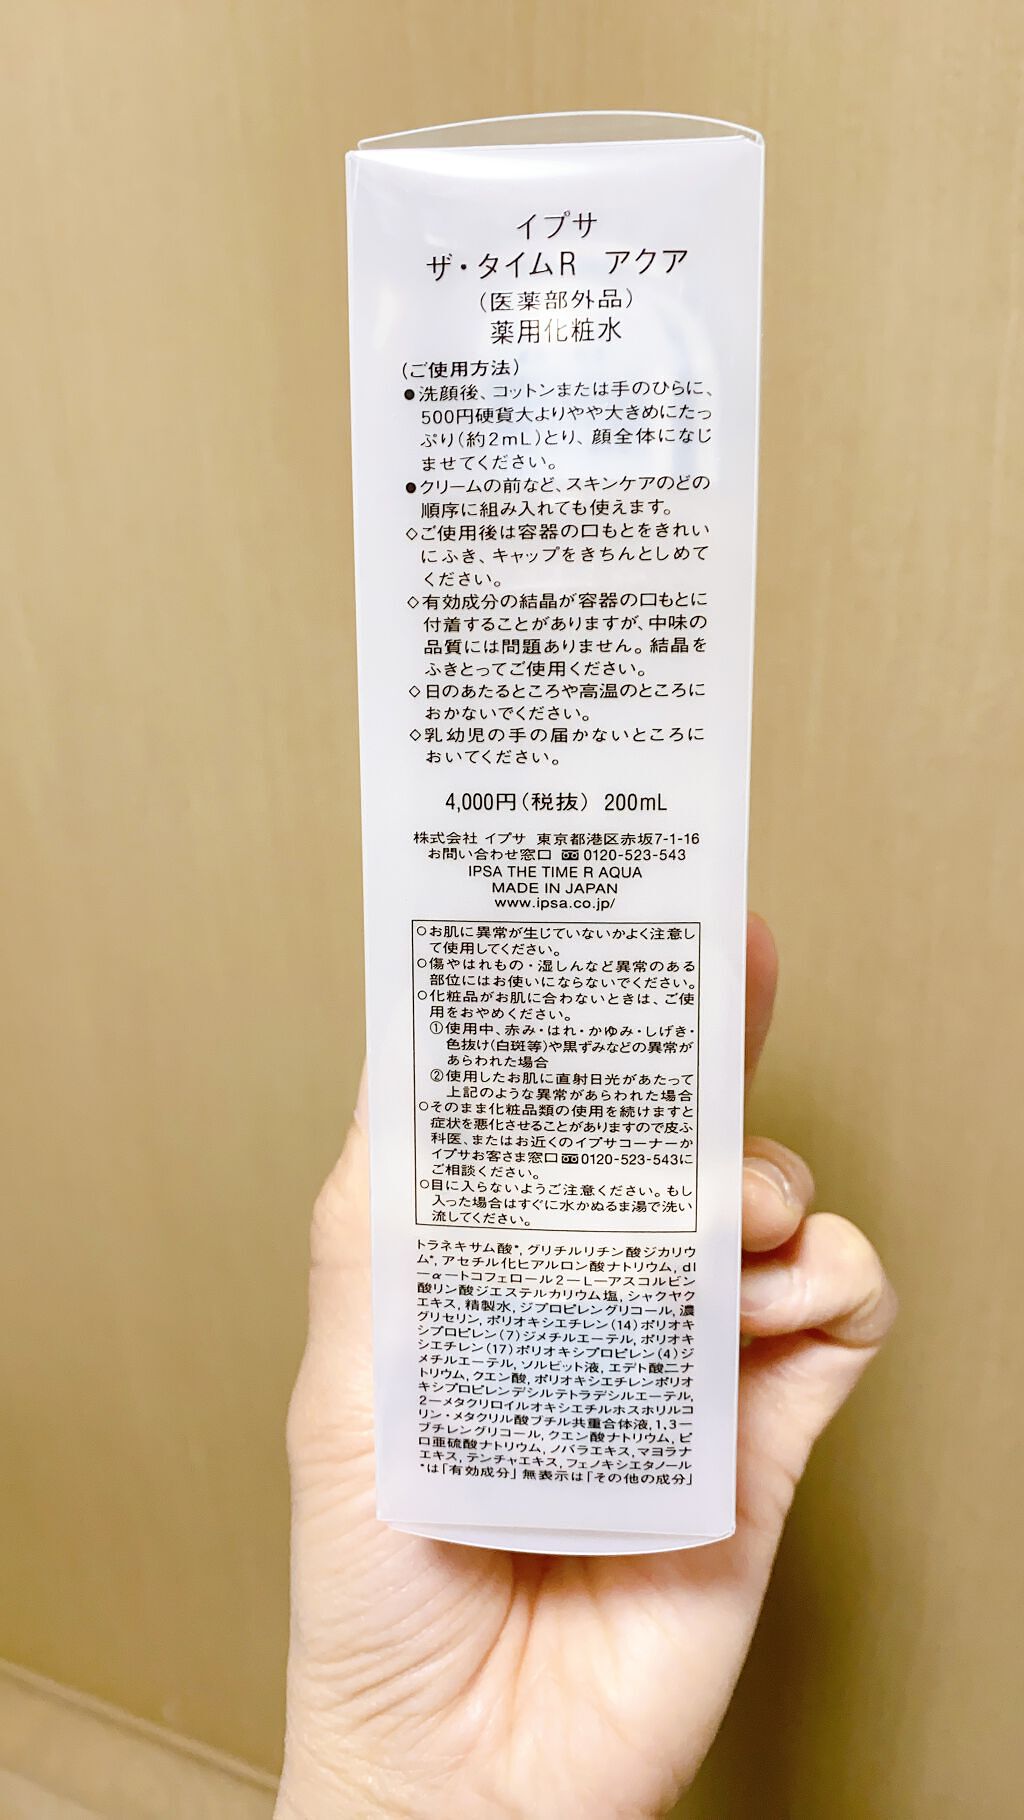 イプサ
ザ・タイムR アクア
（医薬部外品）
薬用化粧水
（ご使用方法）
●洗顔後、コットンまたは手のひらに、
500円硬貨大よりやや大きめにたっ
ぷり（約2mL）とり、顔全体になじ
ませてください。
●クリームの前など、スキンケアのどの
順序に組み入れても使えます。
◇ご使用後は容器の口もとをきれい
にふき、キャップをきちんとしめて
ください。
◇有効成分の結晶が容器の口もとに
付着することがありますが、中味の
品質には問題ありません。結晶を
ふきとってご使用ください。
◇日のあたるところや高温のところに
おかないでください。
◇乳幼児の手の届かないところに
おいてください。
4,000円（税抜） 200mL
株式会社 イプサ 東京都港区赤坂7-1-16
お問い合わせ窓口 0120-523-543
IPSA THE TIME R AQUA
MADE IN JAPAN
www.ipsa.co.jp/
○お肌に異常が生じていないかよく注意し
て使用してください。
○傷やはれもの・湿しんなど異常のある
部位にはお使いにならないでください。
○化粧品がお肌に合わないときは、ご使
用をおやめください。
①使用中、赤み・はれ・かゆみ・しげき・
色抜け（白斑等）や黒ずみなどの異常が
あらわれた場合
②使用したお肌に直射日光があたって
上記のような異常があらわれた場合
○そのまま化粧品類の使用を続けますと
症状を悪化させることがありますので皮ふ
科医、またはお近くのイプサコーナーか
イプサお客さま窓口0120-523-543に
ご相談ください。
○目に入らないようご注意ください。もし
入った場合はすぐに水かぬるま湯で洗い
流してください。
トラネキサム酸*, グリチルリチン酸ジカリウ
ム*, アセチル化ヒアルロン酸ナトリウム, dl
－α－トコフェロール2－L－アスコルビン
酸リン酸ジエステルカリウム塩, シャクヤク
エキス, 精製水, ジプロピレングリコール, 濃
グリセリン, ポリオキシエチレン（14）ポリオキ
シプロピレン（7）ジメチルエーテル, ポリオキ
シエチレン（17）ポリオキシプロピレン（4）ジ
メチルエーテル, ソルビット液, エデト酸二ナ
トリウム, クエン酸, ポリオキシエチレンポリオ
キシプロピレンデシルテトラデシルエーテル,
2－メタクリロイルオキシエチルホスホリルコ
リン・メタクリル酸ブチル共重合体液, 1,3－
ブチレングリコール, クエン酸ナトリウム, ピ
ロ亜硫酸ナトリウム, ノバラエキス, マヨラナ
エキス, テンチャエキス, フェノキシエタノール
*は「有効成分」 無表示は「その他の成分」